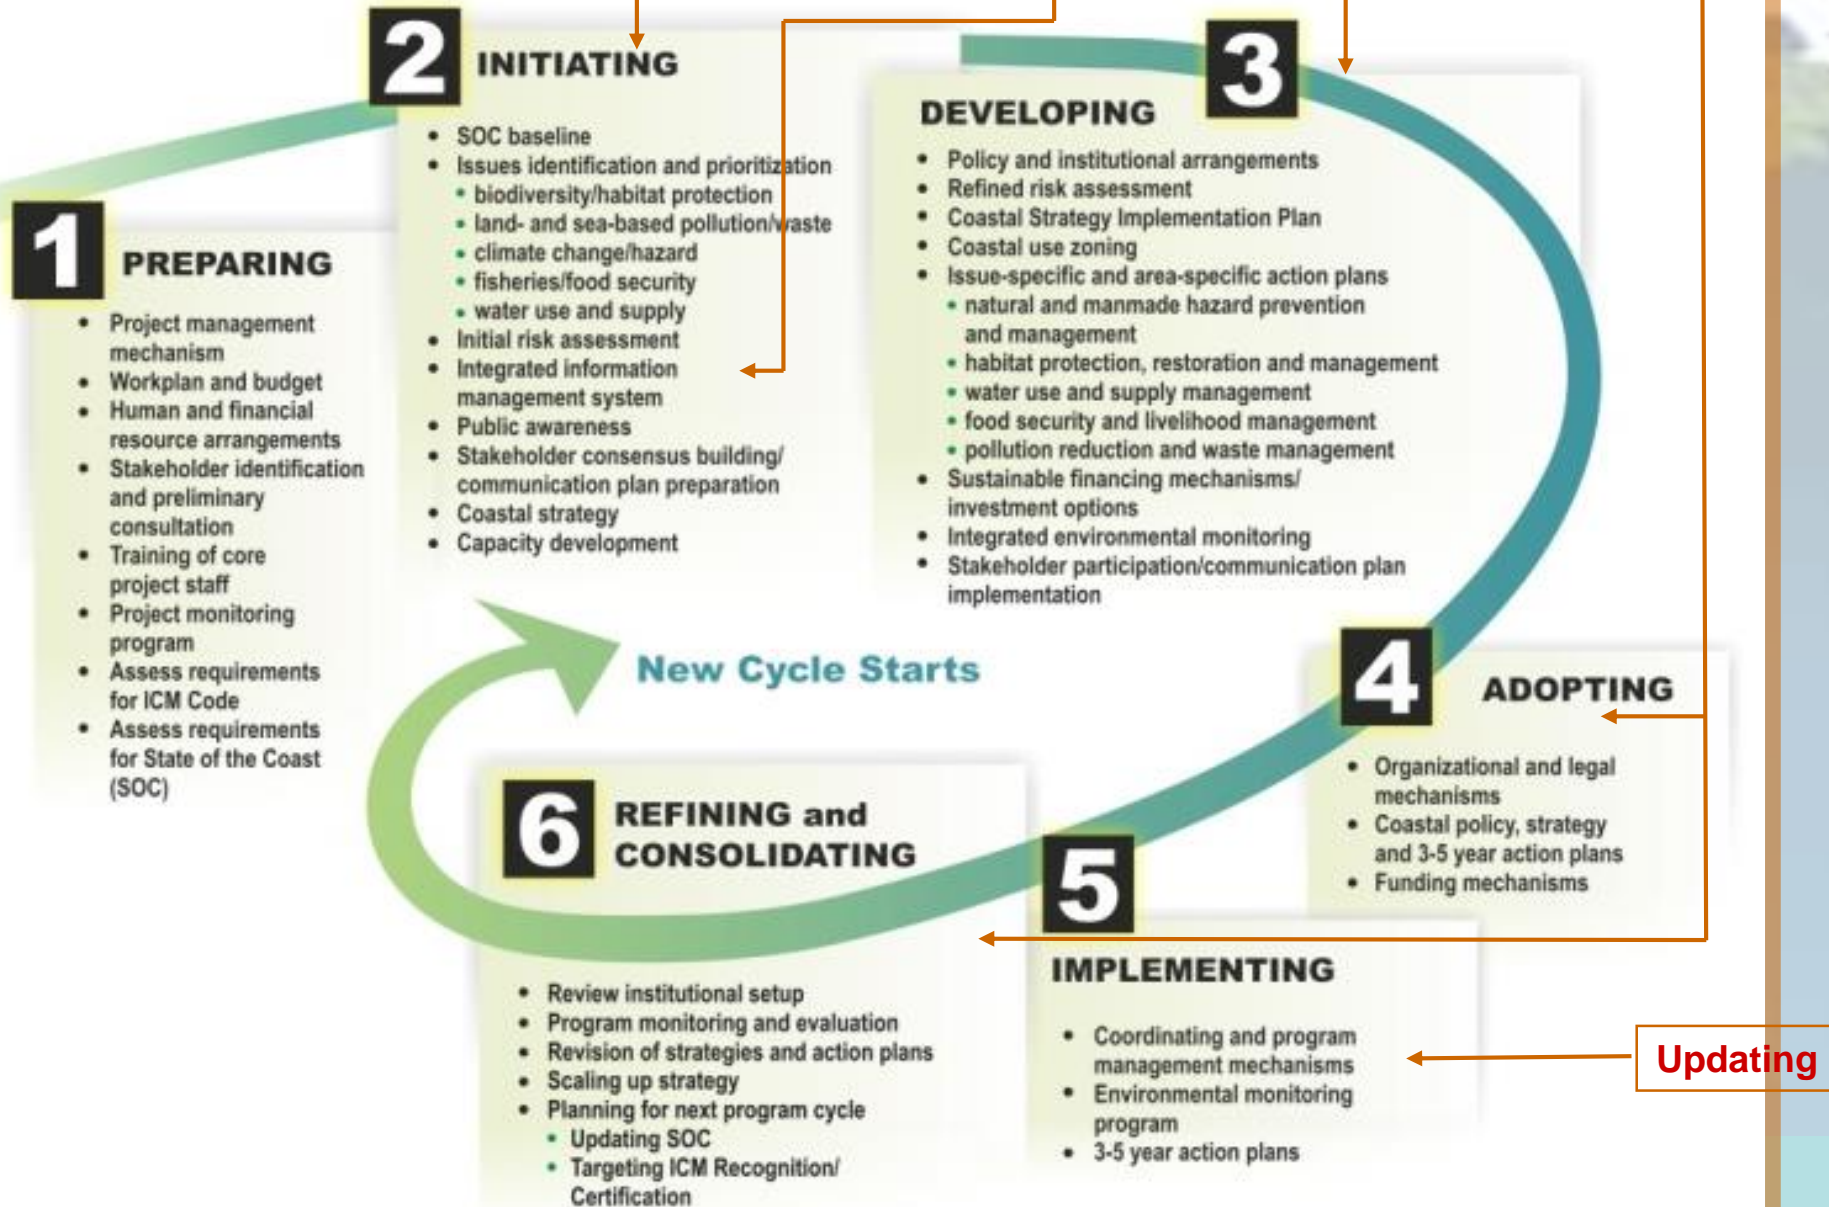 1
PREPARING
• Project management
mechanism
• Workplan and budget
• Human and financial
resource arrangements
• Stakeholder identification
and preliminary
consultation
• Training of core
project staff
• Project monitoring
program
• Assess requirements
for ICM Code
• Assess requirements
for State of the Coast
(SOC)
2
INITIATING
• SOC baseline
• Issues identification and prioritization
• biodiversity/habitat protection
• land- and sea-based pollution/waste
• climate change/hazard
• fisheries/food security
• water use and supply
• Initial risk assessment
• Integrated information
management system
• Public awareness
• Stakeholder consensus building/
communication plan preparation
• Coastal strategy
• Capacity development
3
DEVELOPING
• Policy and institutional arrangements
• Refined risk assessment
• Coastal Strategy Implementation Plan
• Coastal use zoning
• Issue-specific and area-specific action plans
• natural and manmade hazard prevention
and management
• habitat protection, restoration and management
• water use and supply management
• food security and livelihood management
• pollution reduction and waste management
• Sustainable financing mechanisms/
investment options
• Integrated environmental monitoring
• Stakeholder participation/communication plan
implementation
4
ADOPTING
• Organizational and legal
mechanisms
• Coastal policy, strategy
and 3-5 year action plans
• Funding mechanisms
5
IMPLEMENTING
• Coordinating and program
management mechanisms
• Environmental monitoring
program
• 3-5 year action plans
Updating
6
REFINING and
CONSOLIDATING
• Review institutional setup
• Program monitoring and evaluation
• Revision of strategies and action plans
• Scaling up strategy
• Planning for next program cycle
• Updating SOC
• Targeting ICM Recognition/
Certification
New Cycle Starts